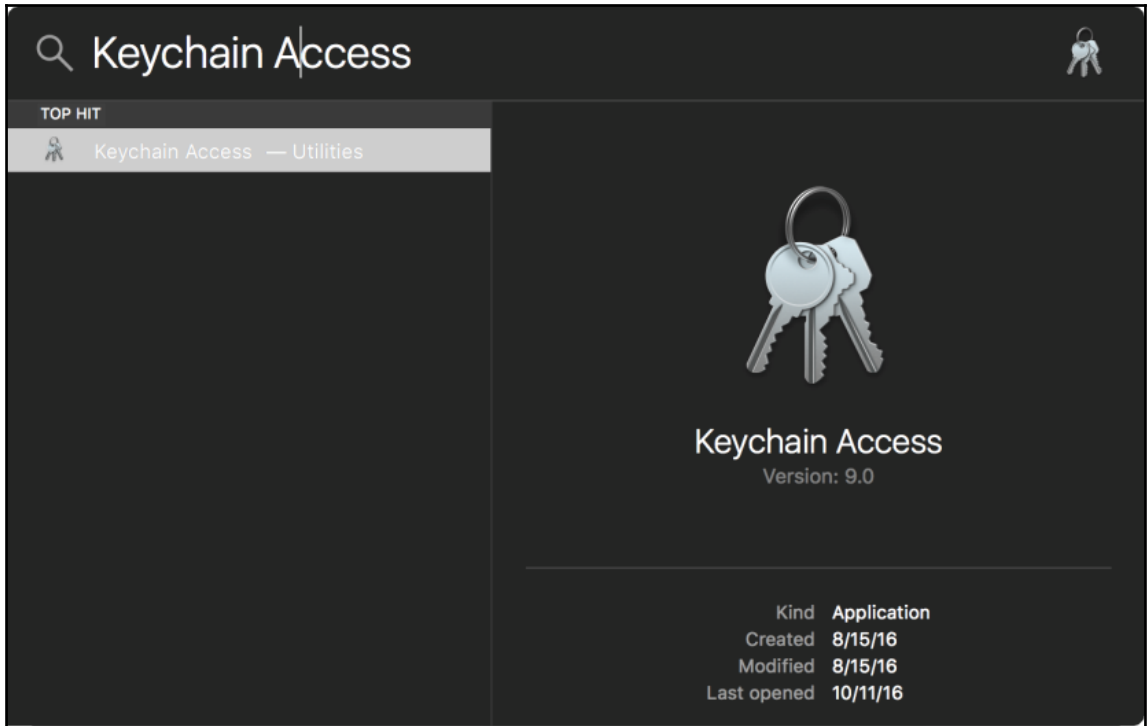 Keychain Access
TOP HIT
Keychain Access — Utilities
Keychain Access
Version: 9.0
Kind Application
Created 8/15/16
Modified 8/15/16
Last opened 10/11/16